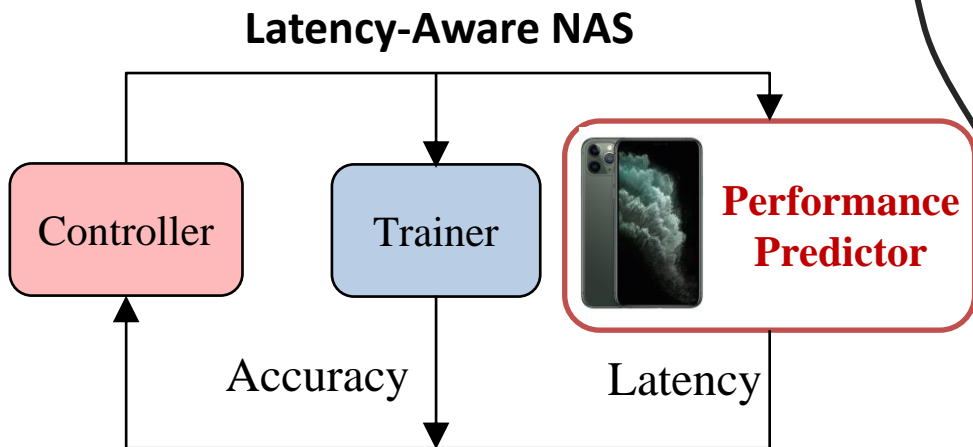 Latency-Aware NAS
Controller
Trainer
Performance
Predictor
Accuracy
Latency